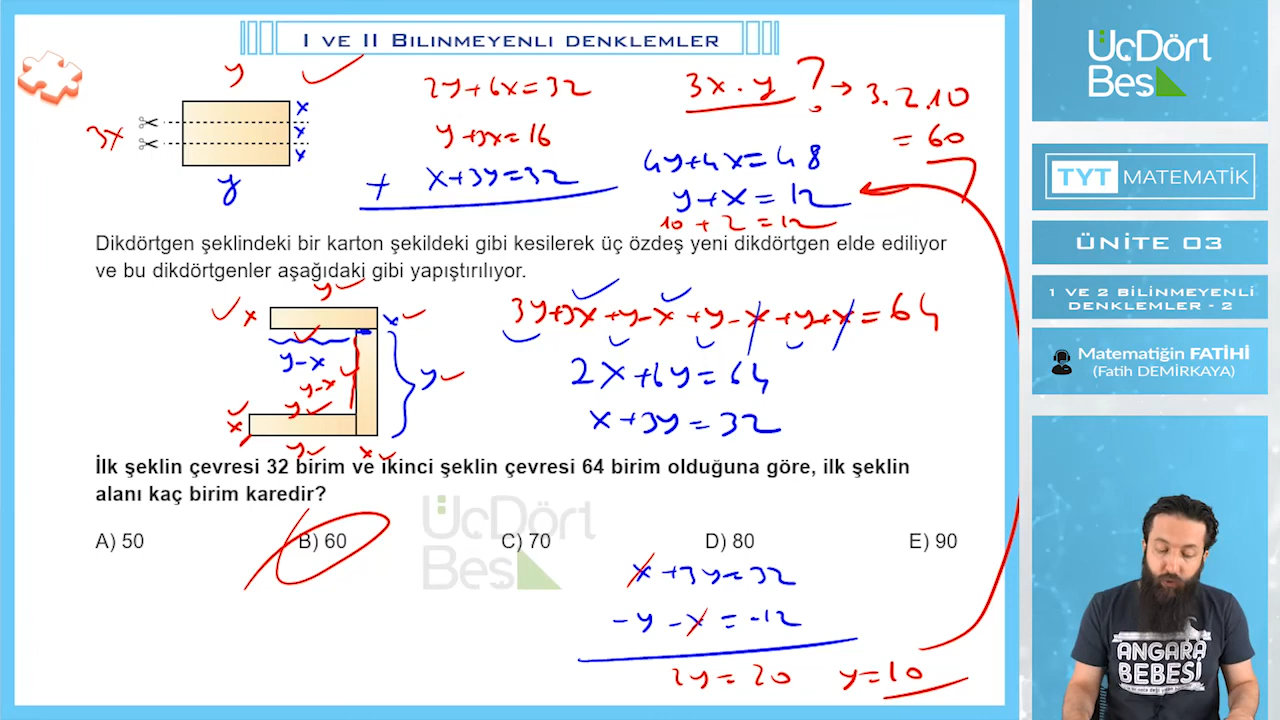 I VE II BILINMEYENLI DENKLEMLER
y
3x
x
x
x
y
2y+6x=32
y+3x=16
+ x+3y=32
3x.y ? → 3.2.10
= 60
4y+4x=48
y+x=12
10+2=12
Dikdörtgen şeklindeki bir karton şekildeki gibi kesilerek üç özdeş yeni dikdörtgen elde ediliyor
ve bu dikdörtgenler aşağıdaki gibi yapıştırılıyor.
y
x
x
y-x
y-x
y
y
x
y
x
3y+3x+y-x+y-x+y+x=64
2x+6y=64
x+3y=32
İlk şeklin çevresi 32 birim ve ikinci şeklin çevresi 64 birim olduğuna göre, ilk şeklin
alanı kaç birim karedir?
A) 50 B) 60 C) 70 D) 80 E) 90
ÜçDört
Beş
x+3y=32
-y-x=-12
2y=20 y=10
ÜçDört
Beş
TYT MATEMATİK
ÜNİTE 03
1 VE 2 BİLİNMEYENLİ
DENKLEMLER - 2
Matematiğin FATİHİ
(Fatih DEMİRKAYA)
ANGARA
BEBESİ